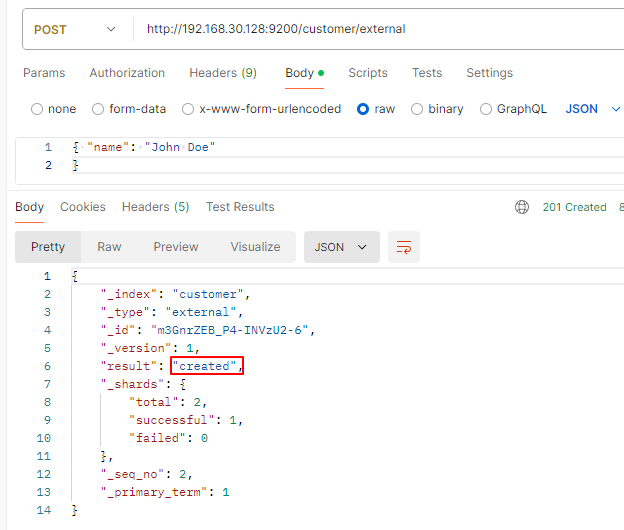 POST http://192.168.30.128:9200/customer/external
Params Authorization Headers (9) Body Scripts Tests Settings
none form-data x-www-form-urlencoded raw binary GraphQL JSON
1 { "name": "John Doe"
2 }
Body Cookies Headers (5) Test Results 201 Created 8
Pretty Raw Preview Visualize JSON
1 {
2 "_index": "customer",
3 "_type": "external",
4 "_id": "m3GnrZEB_P4-INVzU2-6",
5 "_version": 1,
6 "result": "created",
7 "_shards": {
8 "total": 2,
9 "successful": 1,
10 "failed": 0
11 },
12 "_seq_no": 2,
13 "_primary_term": 1
14 }